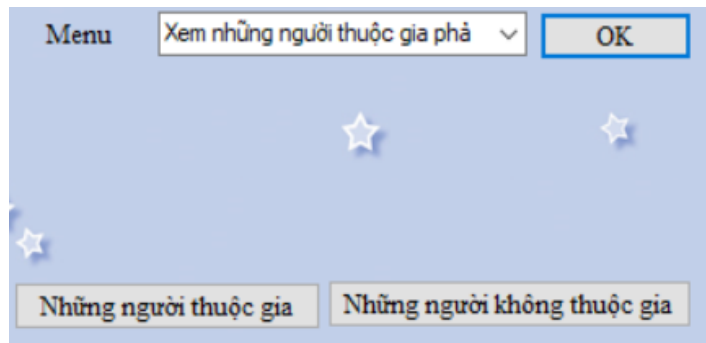 Menu Xem những người thuộc gia phả OK
Những người thuộc gia Những người không thuộc gia